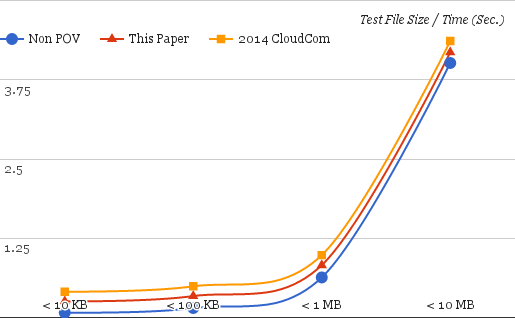 Test File Size / Time (Sec.)
Non POV This Paper 2014 CloudCom
3.75
2.5
1.25
< 10 KB < 100 KB < 1 MB < 10 MB